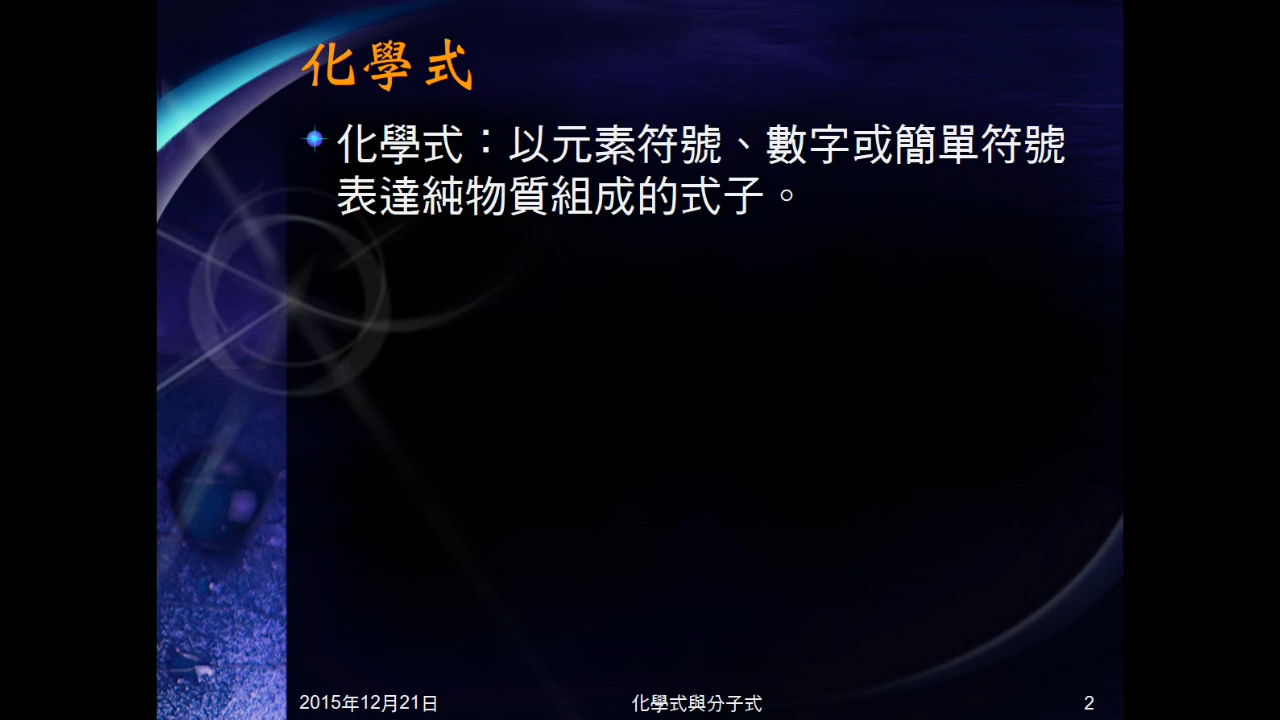 化學式
化學式：以元素符號、數字或簡單符號
表達純物質組成的式子。
2015年12月21日
化學式與分子式
2